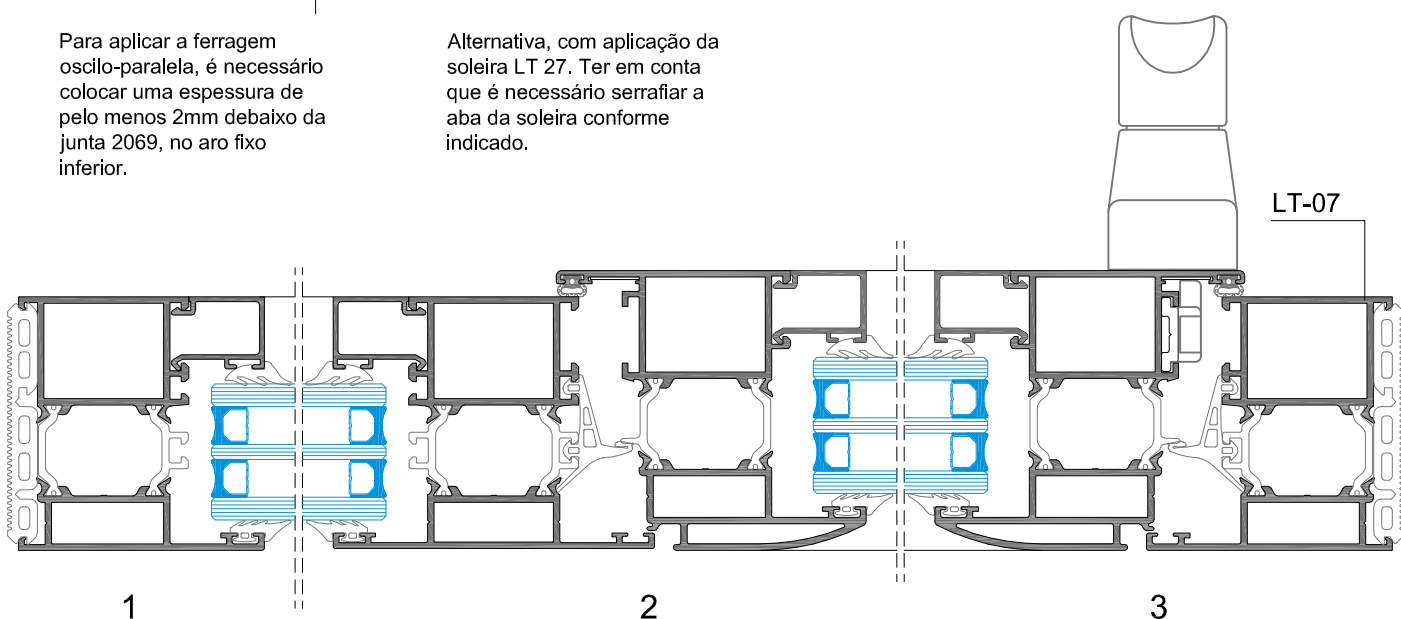 Para aplicar a ferragem
oscilo-paralela, é necessário
colocar uma espessura de
pelo menos 2mm debaixo da
junta 2069, no aro fixo
inferior.
Alternativa, com aplicação da
soleira LT 27. Ter em conta
que é necessário serrafiar a
aba da soleira conforme
indicado.
LT-07
1
2
3